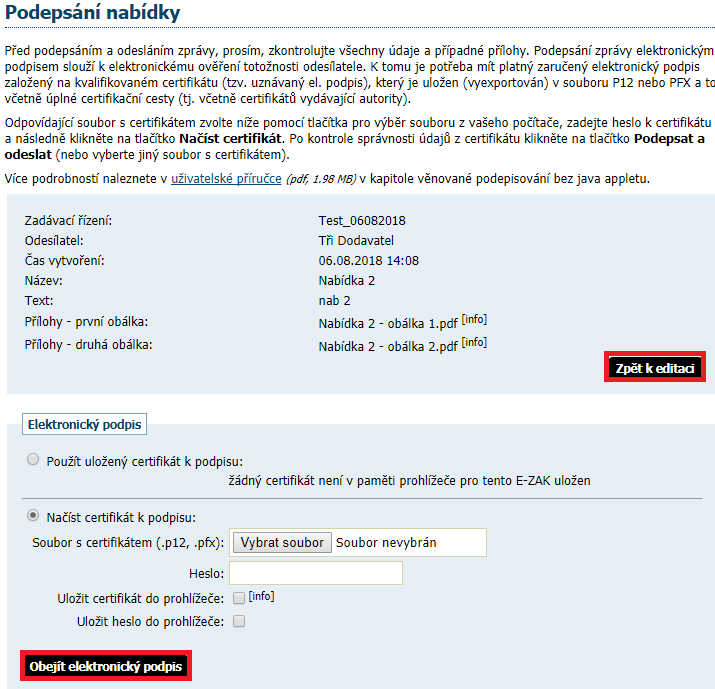 Podepsání nabídky
Před podepsáním a odesláním zprávy, prosím, zkontrolujte všechny údaje a případné přílohy. Podepsání zprávy elektronickým
podpisem slouží k elektronickému ověření totožnosti odesílatele. K tomu je potřeba mít platný zaručený elektronický podpis
založený na kvalifikovaném certifikátu (tzv. uznávaný el. podpis), který je uložen (vyexportován) v souboru P12 nebo PFX a to
včetně úplné certifikační cesty (tj. včetně certifikátů vydávající autority).
Odpovídající soubor s certifikátem zvolte níže pomocí tlačítka pro výběr souboru z vašeho počítače, zadejte heslo k certifikátu
a následně klikněte na tlačítko Načíst certifikát. Po kontrole správnosti údajů z certifikátu klikněte na tlačítko Podepsat a
odeslat (nebo vyberte jiný soubor s certifikátem).
Více podrobností naleznete v uživatelské příručce (pdf, 1.98 MB) v kapitole věnované podepisování bez java appletu.
Zadávací řízení: Test_06082018
Odesílatel: Tři Dodavatel
Čas vytvoření: 06.08.2018 14:08
Název: Nabídka 2
Text: nab 2
Přílohy - první obálka: Nabídka 2 - obálka 1.pdf [info]
Přílohy - druhá obálka: Nabídka 2 - obálka 2.pdf [info]
Zpět k editaci
Elektronický podpis
Použít uložený certifikát k podpisu:
žádný certifikát není v paměti prohlížeče pro tento E-ZAK uložen
Načíst certifikát k podpisu:
Soubor s certifikátem (.p12, .pfx): Vybrat soubor Soubor nevybrán
Heslo:
Uložit certifikát do prohlížeče: [info]
Uložit heslo do prohlížeče:
Obejít elektronický podpis